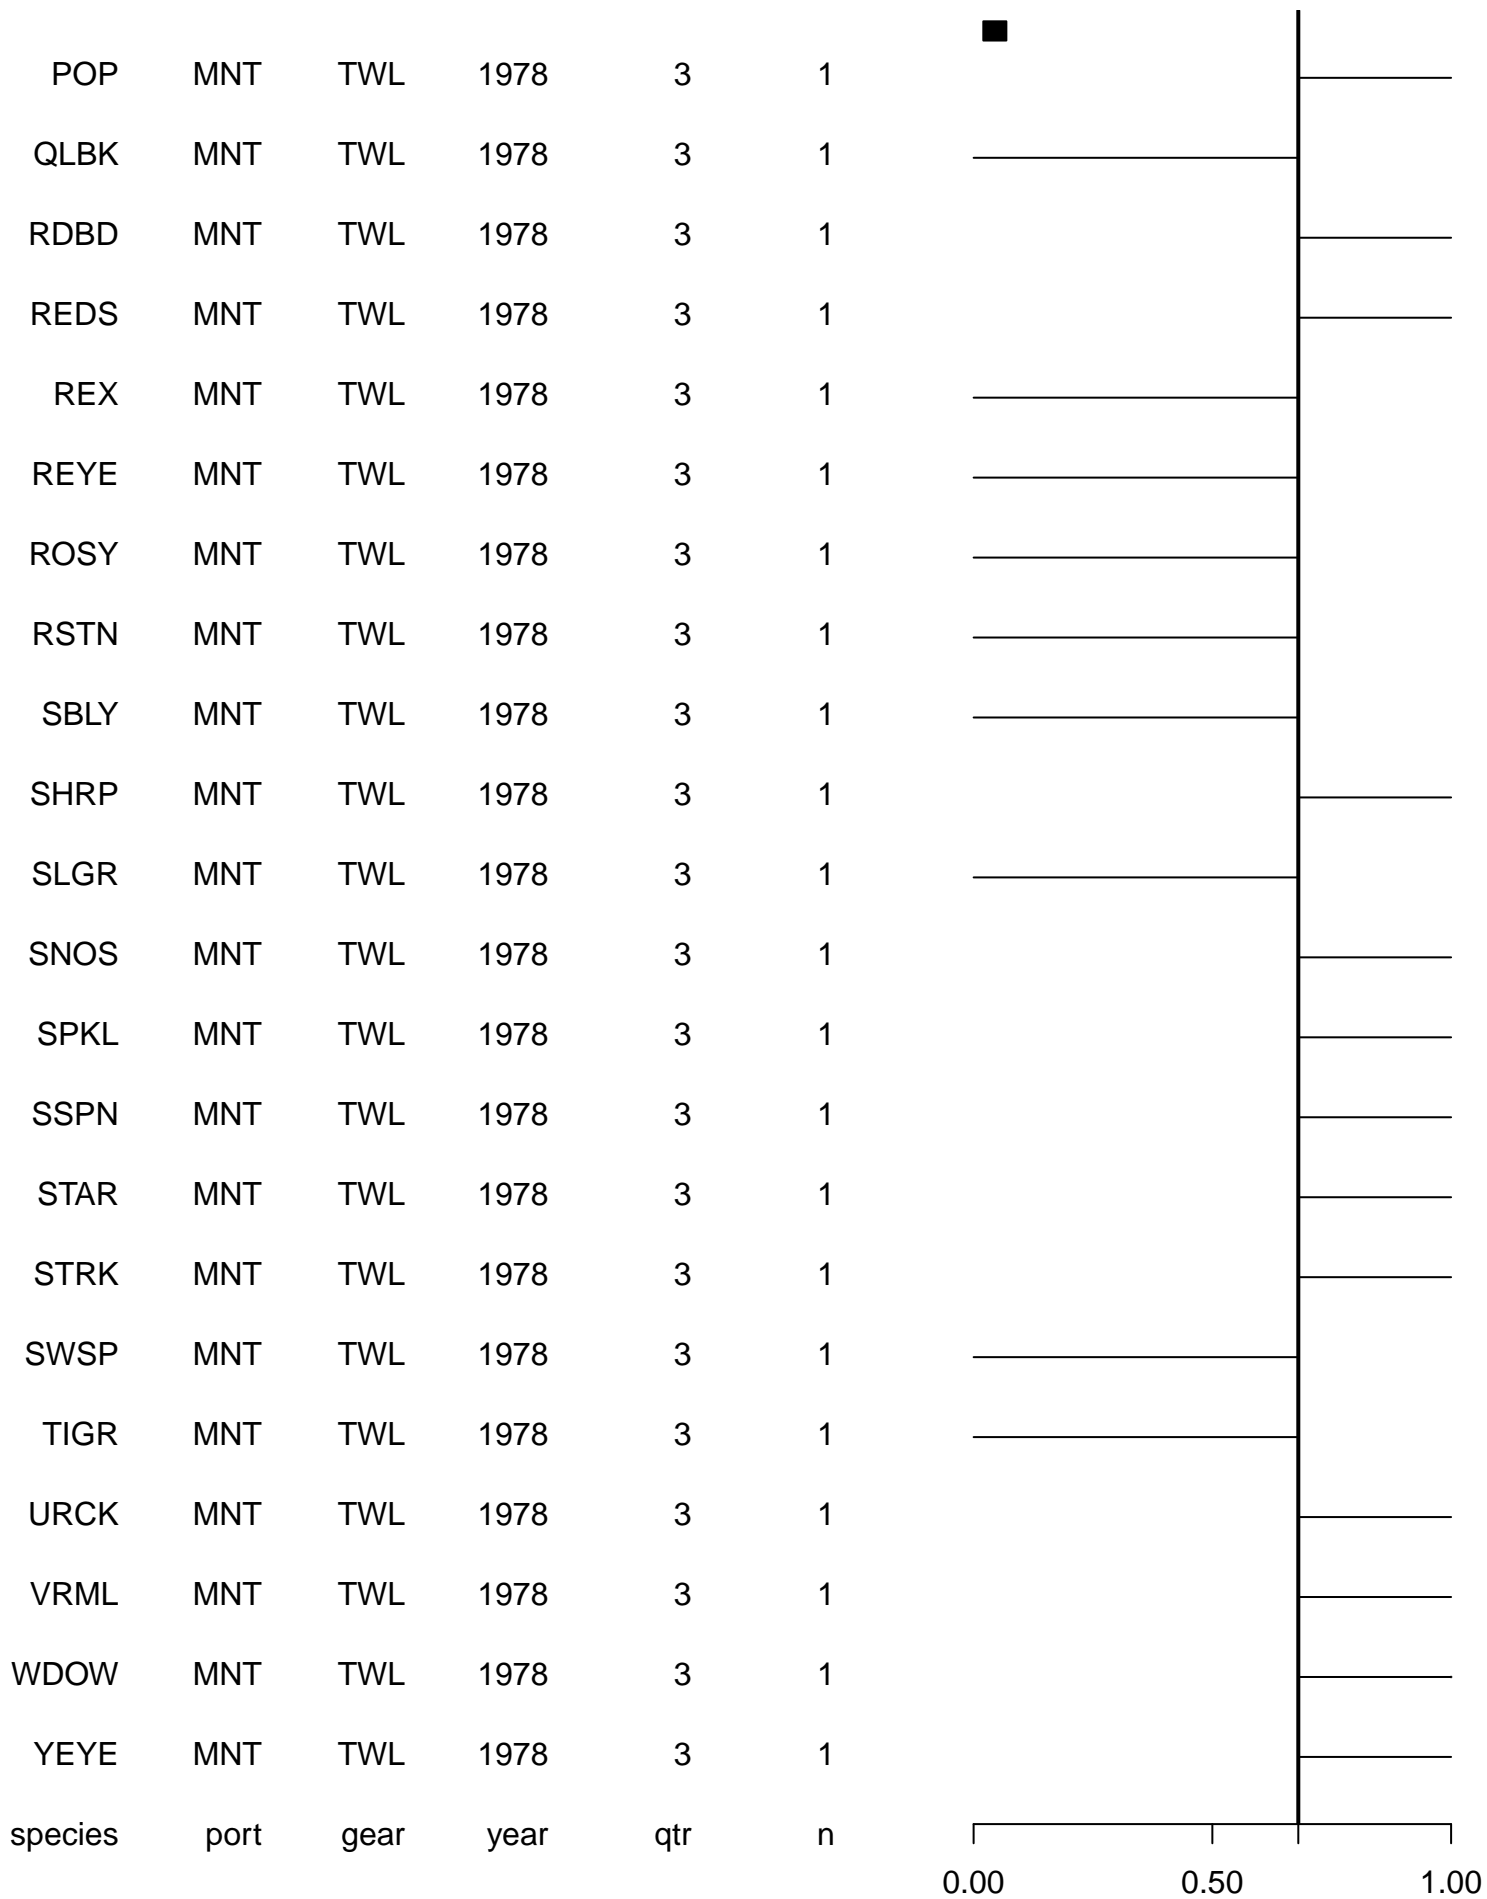 POP MNT TWL 1978 3 1
QLBK MNT TWL 1978 3 1
RDBD MNT TWL 1978 3 1
REDS MNT TWL 1978 3 1
REX MNT TWL 1978 3 1
REYE MNT TWL 1978 3 1
ROSY MNT TWL 1978 3 1
RSTN MNT TWL 1978 3 1
SBLY MNT TWL 1978 3 1
SHRP MNT TWL 1978 3 1
SLGR MNT TWL 1978 3 1
SNOS MNT TWL 1978 3 1
SPKL MNT TWL 1978 3 1
SSPN MNT TWL 1978 3 1
STAR MNT TWL 1978 3 1
STRK MNT TWL 1978 3 1
SWSP MNT TWL 1978 3 1
TIGR MNT TWL 1978 3 1
URCK MNT TWL 1978 3 1
VRML MNT TWL 1978 3 1
WDOW MNT TWL 1978 3 1
YEYE MNT TWL 1978 3 1
species port gear year qtr n
0.00 0.50 1.00